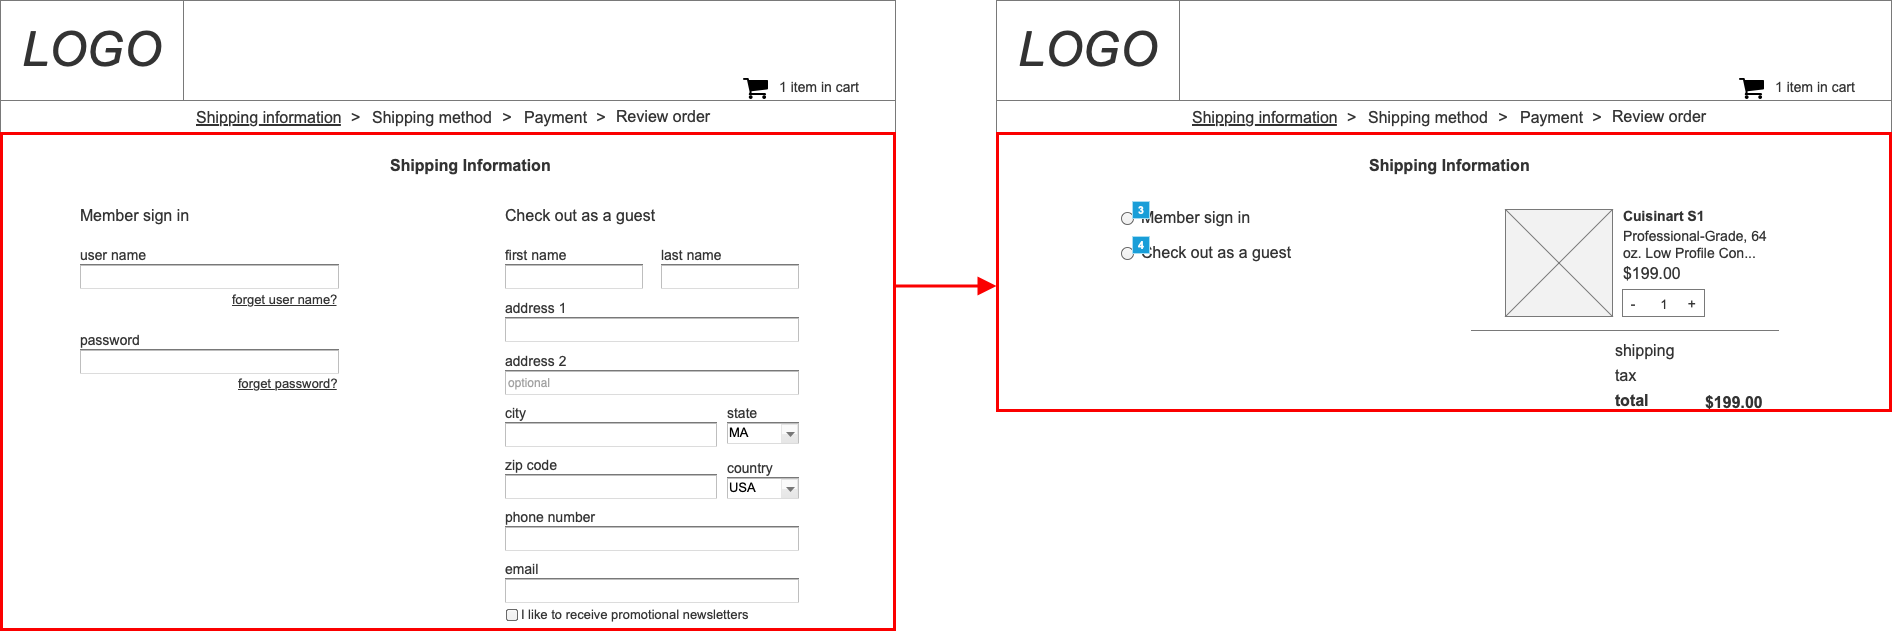 LOGO
1 item in cart
Shipping information > Shipping method > Payment > Review order
Shipping Information
Member sign in
user name
forget user name?
password
forget password?
Check out as a guest
first name last name
address 1
address 2
optional
city state
MA
zip code country
USA
phone number
email
I like to receive promotional newsletters
LOGO
1 item in cart
Shipping information > Shipping method > Payment > Review order
Shipping Information
3
Member sign in
4
Check out as a guest
Cuisinart S1
Professional-Grade, 64
oz. Low Profile Con...
$199.00
- 1 +
shipping
tax
total $199.00